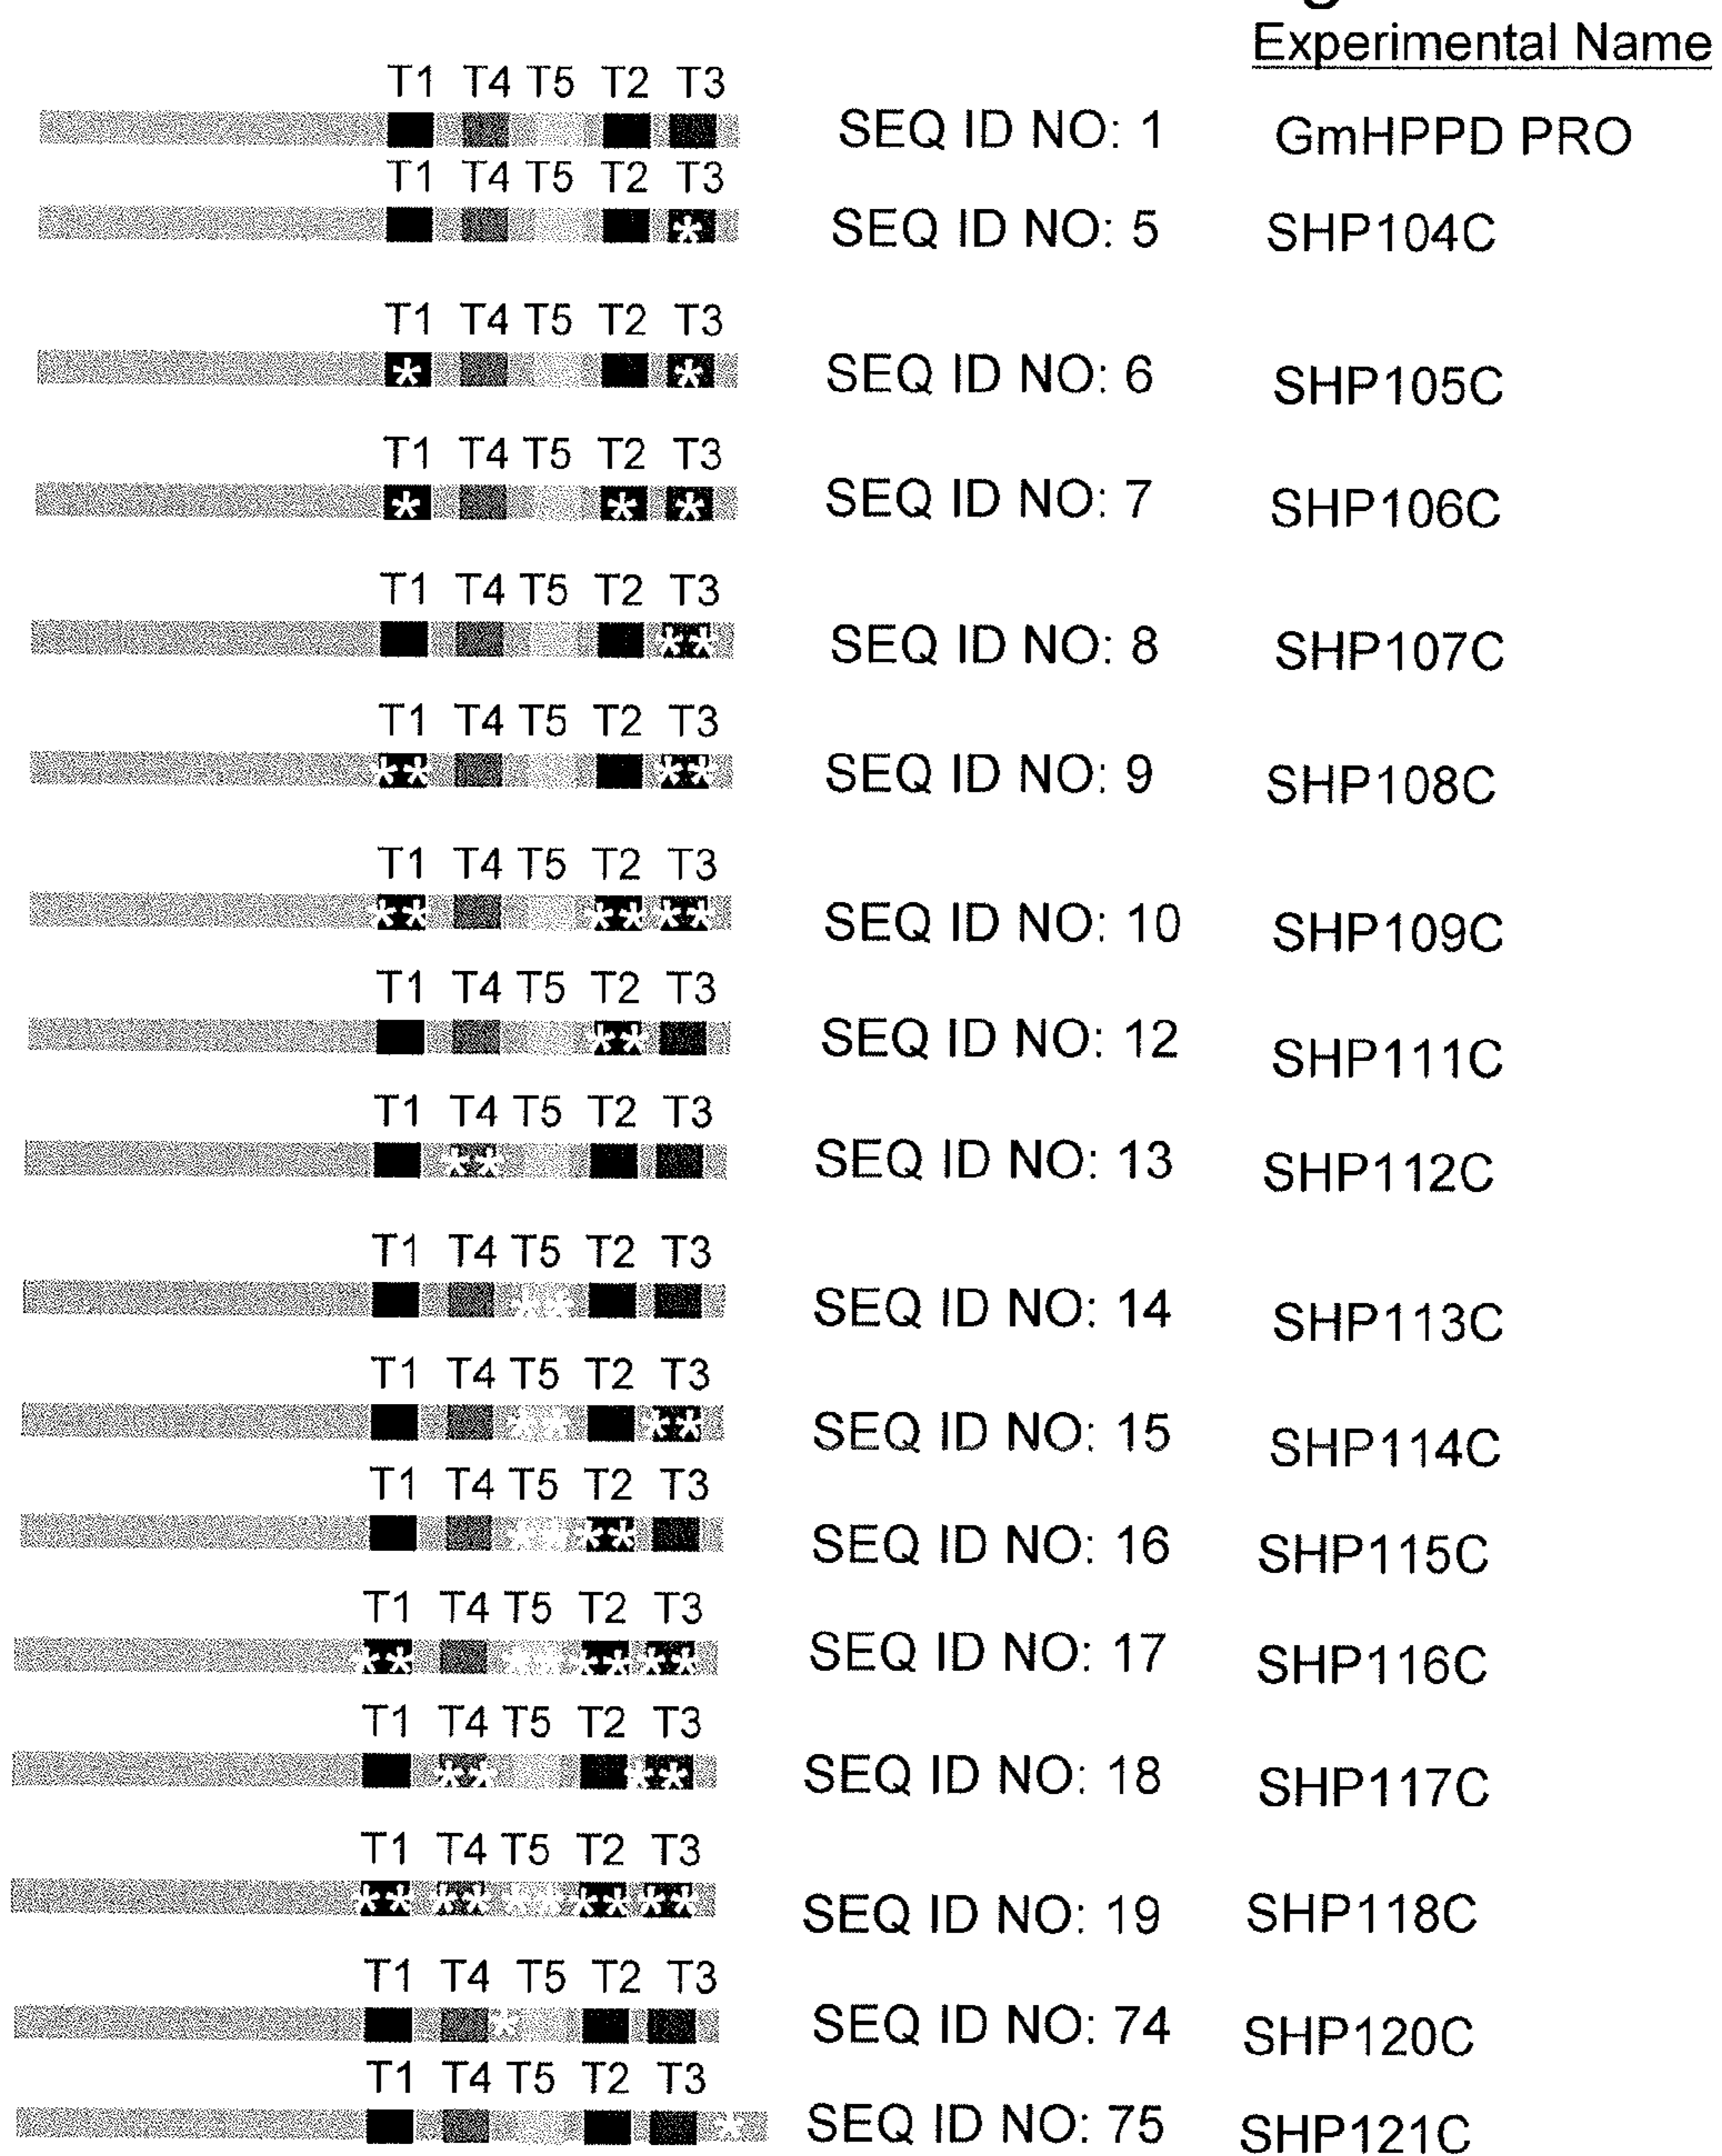 Experimental Name
T1 T4 T5 T2 T3
SEQ ID NO: 1 GmHPPD PRO
T1 T4 T5 T2 T3
* SEQ ID NO: 5 SHP104C
T1 T4 T5 T2 T3
* * SEQ ID NO: 6 SHP105C
T1 T4 T5 T2 T3
* * * SEQ ID NO: 7 SHP106C
T1 T4 T5 T2 T3
** SEQ ID NO: 8 SHP107C
T1 T4 T5 T2 T3
** ** SEQ ID NO: 9 SHP108C
T1 T4 T5 T2 T3
** ** ** SEQ ID NO: 10 SHP109C
T1 T4 T5 T2 T3
** SEQ ID NO: 12 SHP111C
T1 T4 T5 T2 T3
** SEQ ID NO: 13 SHP112C
T1 T4 T5 T2 T3
** SEQ ID NO: 14 SHP113C
T1 T4 T5 T2 T3
** ** SEQ ID NO: 15 SHP114C
T1 T4 T5 T2 T3
** ** SEQ ID NO: 16 SHP115C
T1 T4 T5 T2 T3
** ** ** ** SEQ ID NO: 17 SHP116C
T1 T4 T5 T2 T3
** ** SEQ ID NO: 18 SHP117C
T1 T4 T5 T2 T3
** ** ** ** ** SEQ ID NO: 19 SHP118C
T1 T4 T5 T2 T3
* SEQ ID NO: 74 SHP120C
T1 T4 T5 T2 T3
* SEQ ID NO: 75 SHP121C